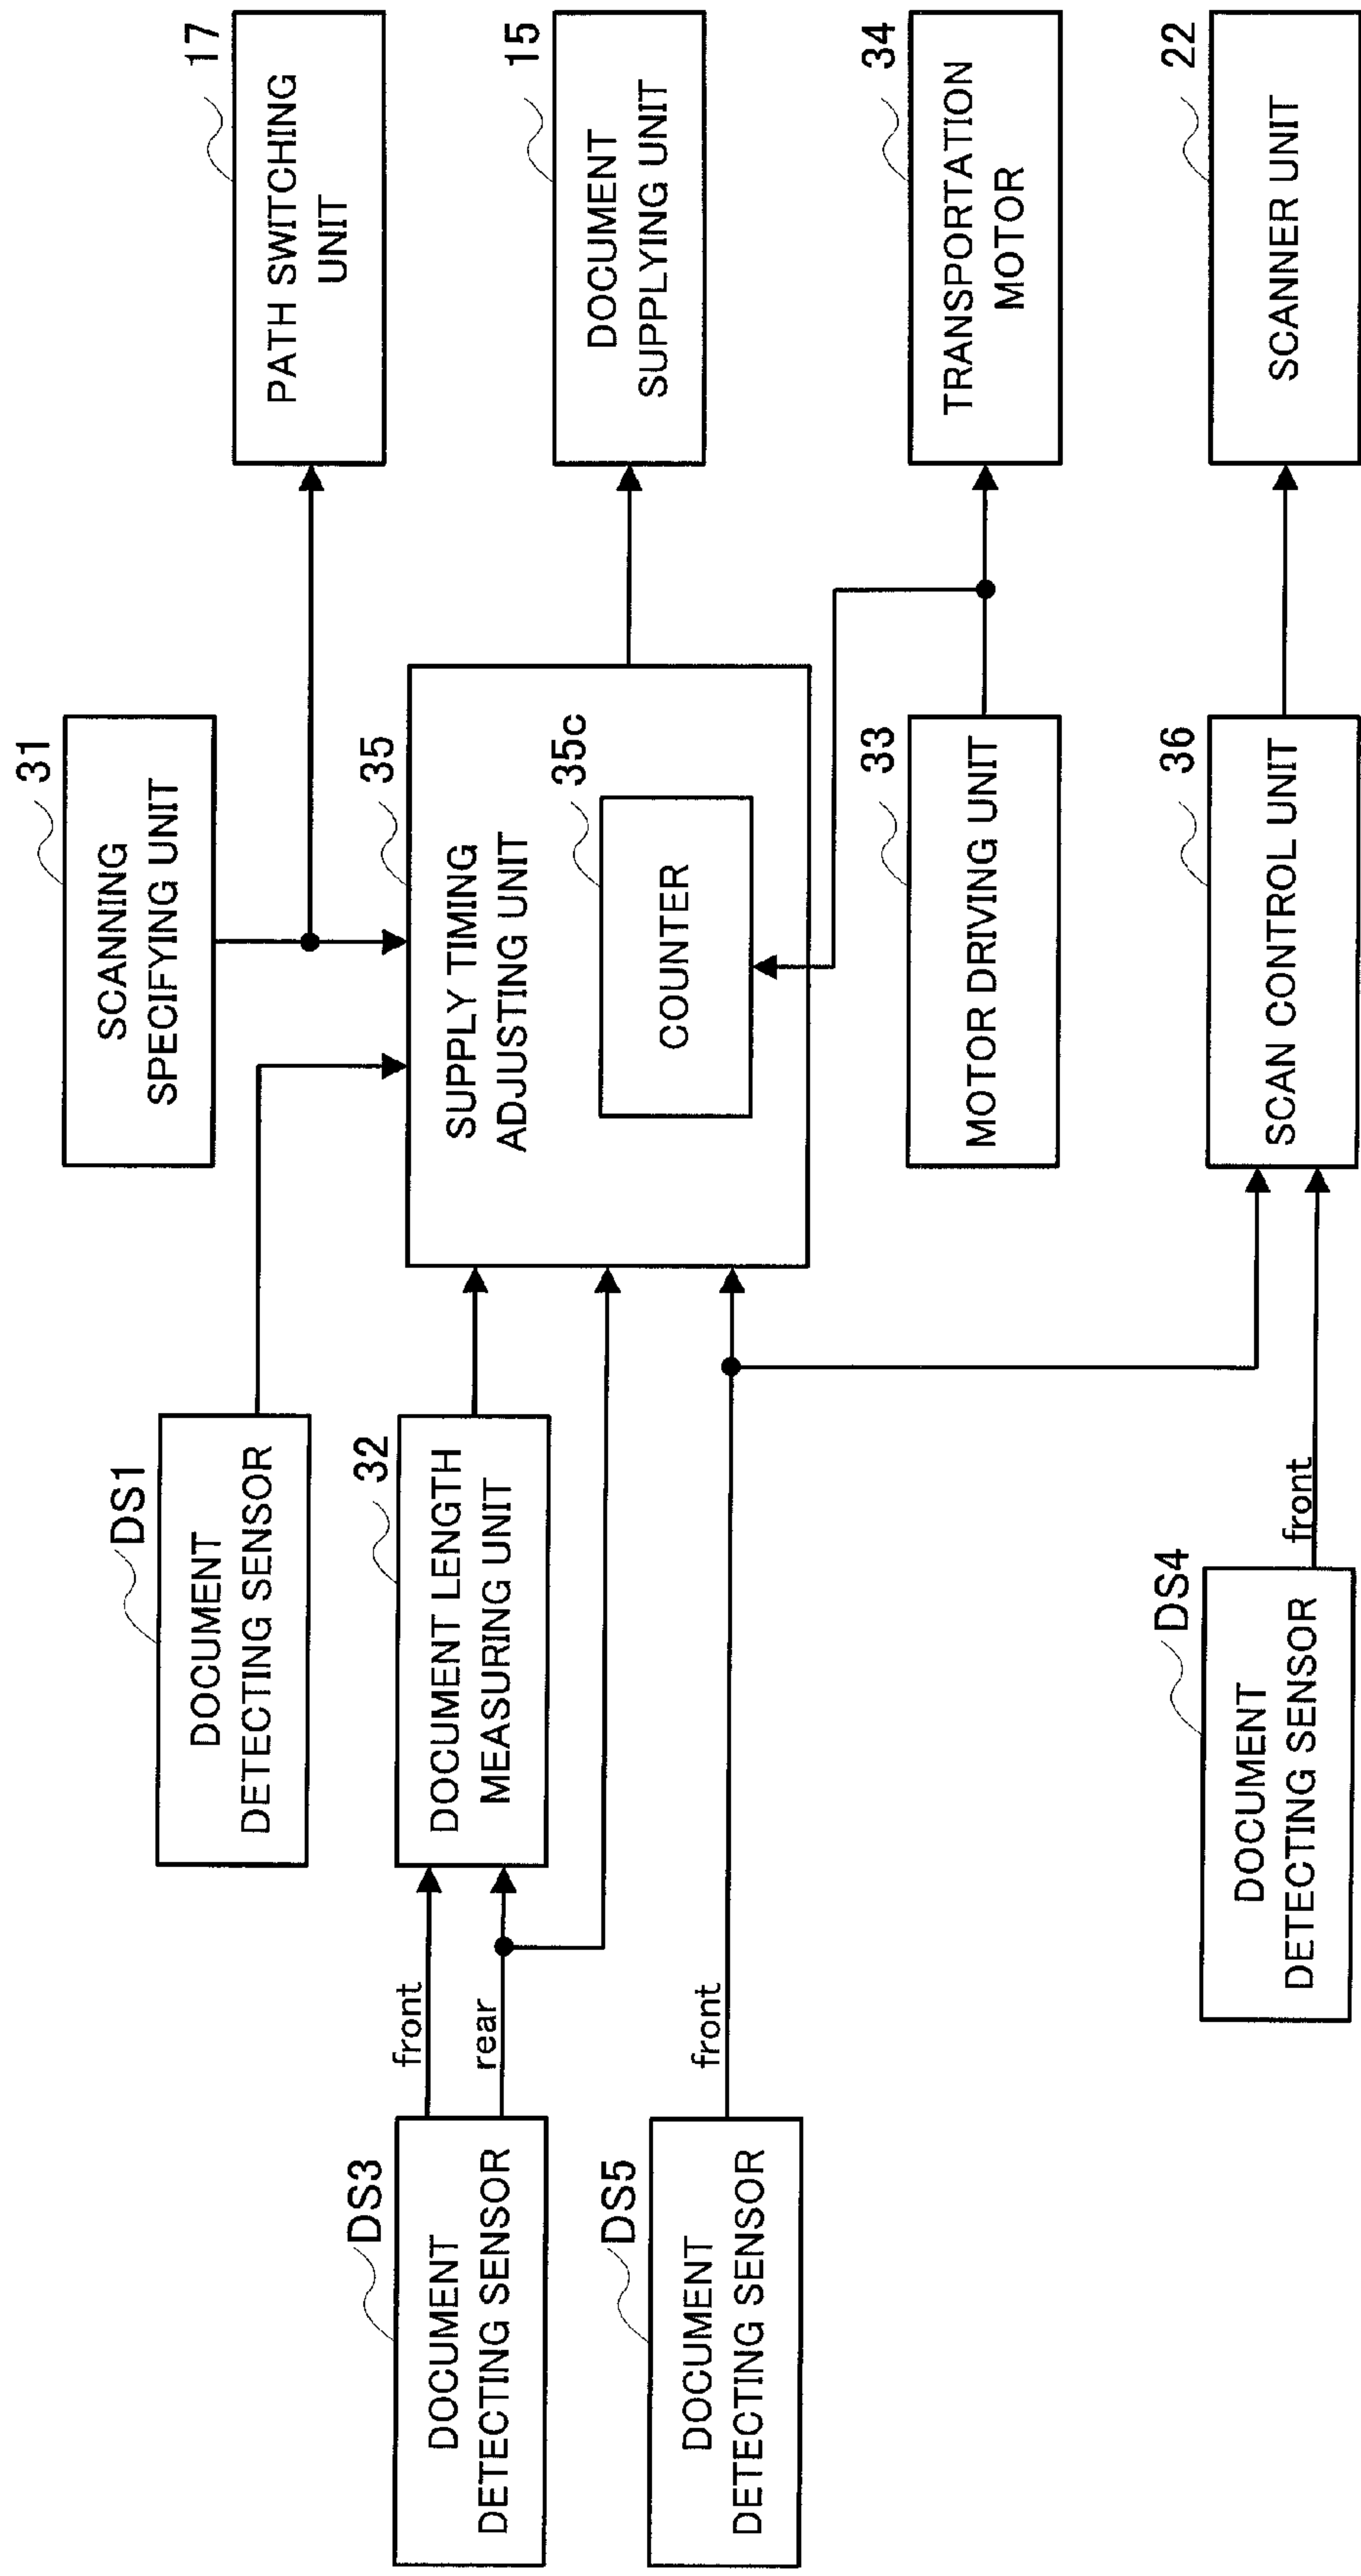 31
SCANNING
SPECIFYING UNIT
17
PATH SWITCHING
UNIT
DS1
DOCUMENT
DETECTING SENSOR
35
SUPPLY TIMING
ADJUSTING UNIT
35c
COUNTER
15
DOCUMENT
SUPPLYING UNIT
DS3
DOCUMENT
DETECTING SENSOR
front
rear
32
DOCUMENT LENGTH
MEASURING UNIT
DS5
DOCUMENT
DETECTING SENSOR
front
33
MOTOR DRIVING UNIT
34
TRANSPORTATION
MOTOR
DS4
DOCUMENT
DETECTING SENSOR
front
36
SCAN CONTROL UNIT
22
SCANNER UNIT